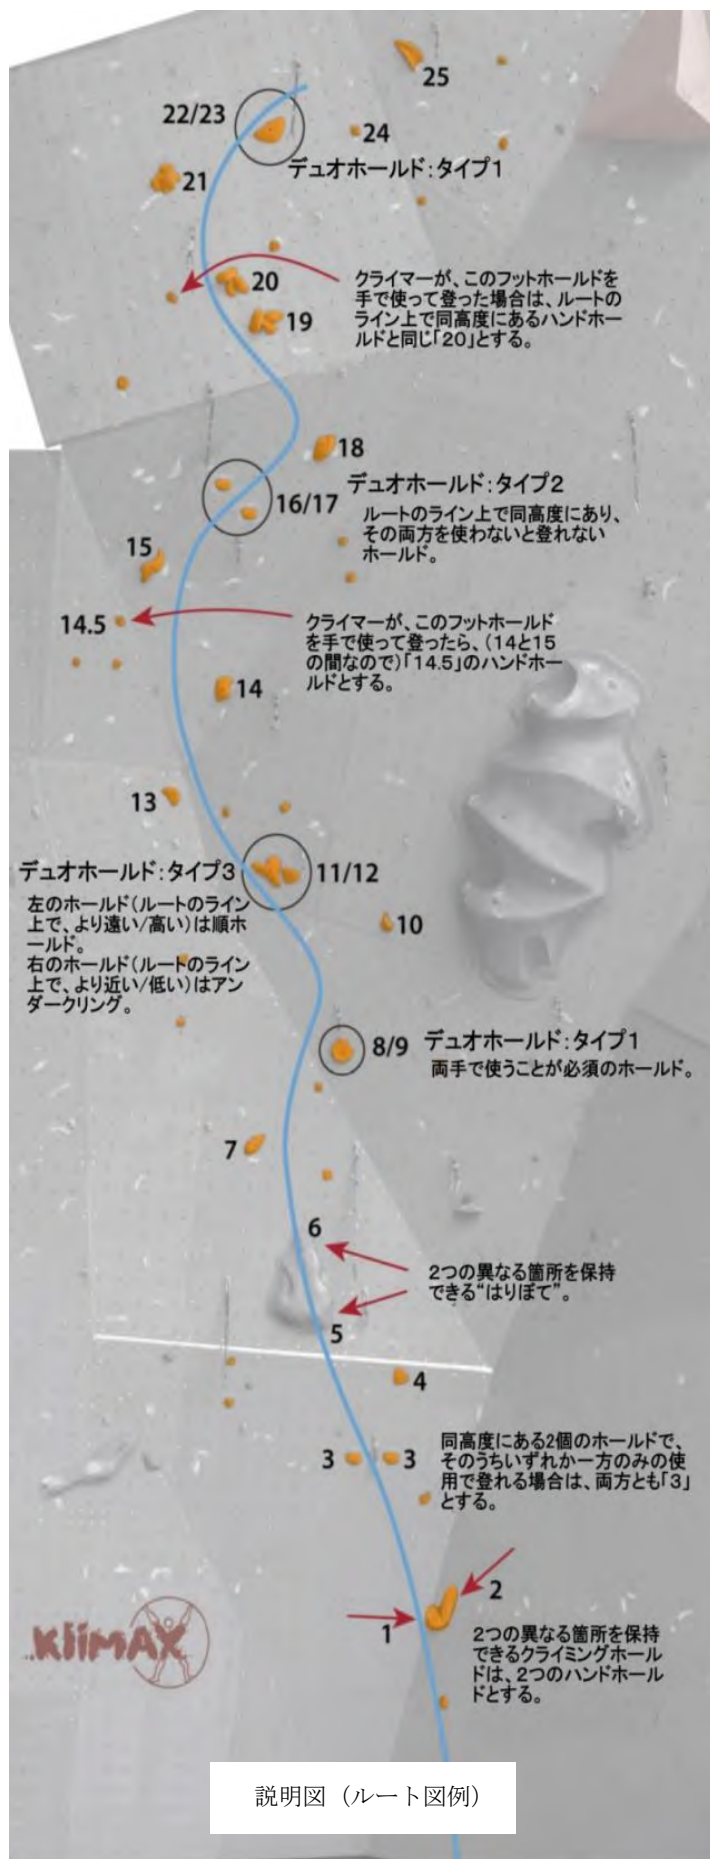 25
22/23
24
デュオホールド：タイプ1
21
クライマーが、このフットホールドを
手で使って登った場合は、ルートの
ライン上で同高度にあるハンドホー
ルドと同じ「20」とする。
20
19
18
デュオホールド：タイプ2
16/17
ルートのライン上で同高度にあり、
その両方を使わないと登れない
ホールド。
15
14.5
クライマーが、このフットホールド
を手で使って登ったら、（14と15
の間なので）「14.5」のハンドホー
ルドとする。
14
13
デュオホールド：タイプ3
11/12
左のホールド（ルートのライン
上で、より遠い/高い）は順ホ
ールド。
右のホールド（ルートのライン
上で、より近い/低い）はアン
ダークリング。
10
8/9
デュオホールド：タイプ1
両手で使うことが必須のホールド。
7
6
2つの異なる箇所を保持
できる“はりぼて”。
5
4
3
3
同高度にある2個のホールドで、
そのうちいずれか一方のみの使
用で登れる場合は、両方とも「3」
とする。
2
1
2つの異なる箇所を保持
できるクライミングホール
ドは、2つのハンドホール
ドとする。
KliMAX
説明図（ルート図例）